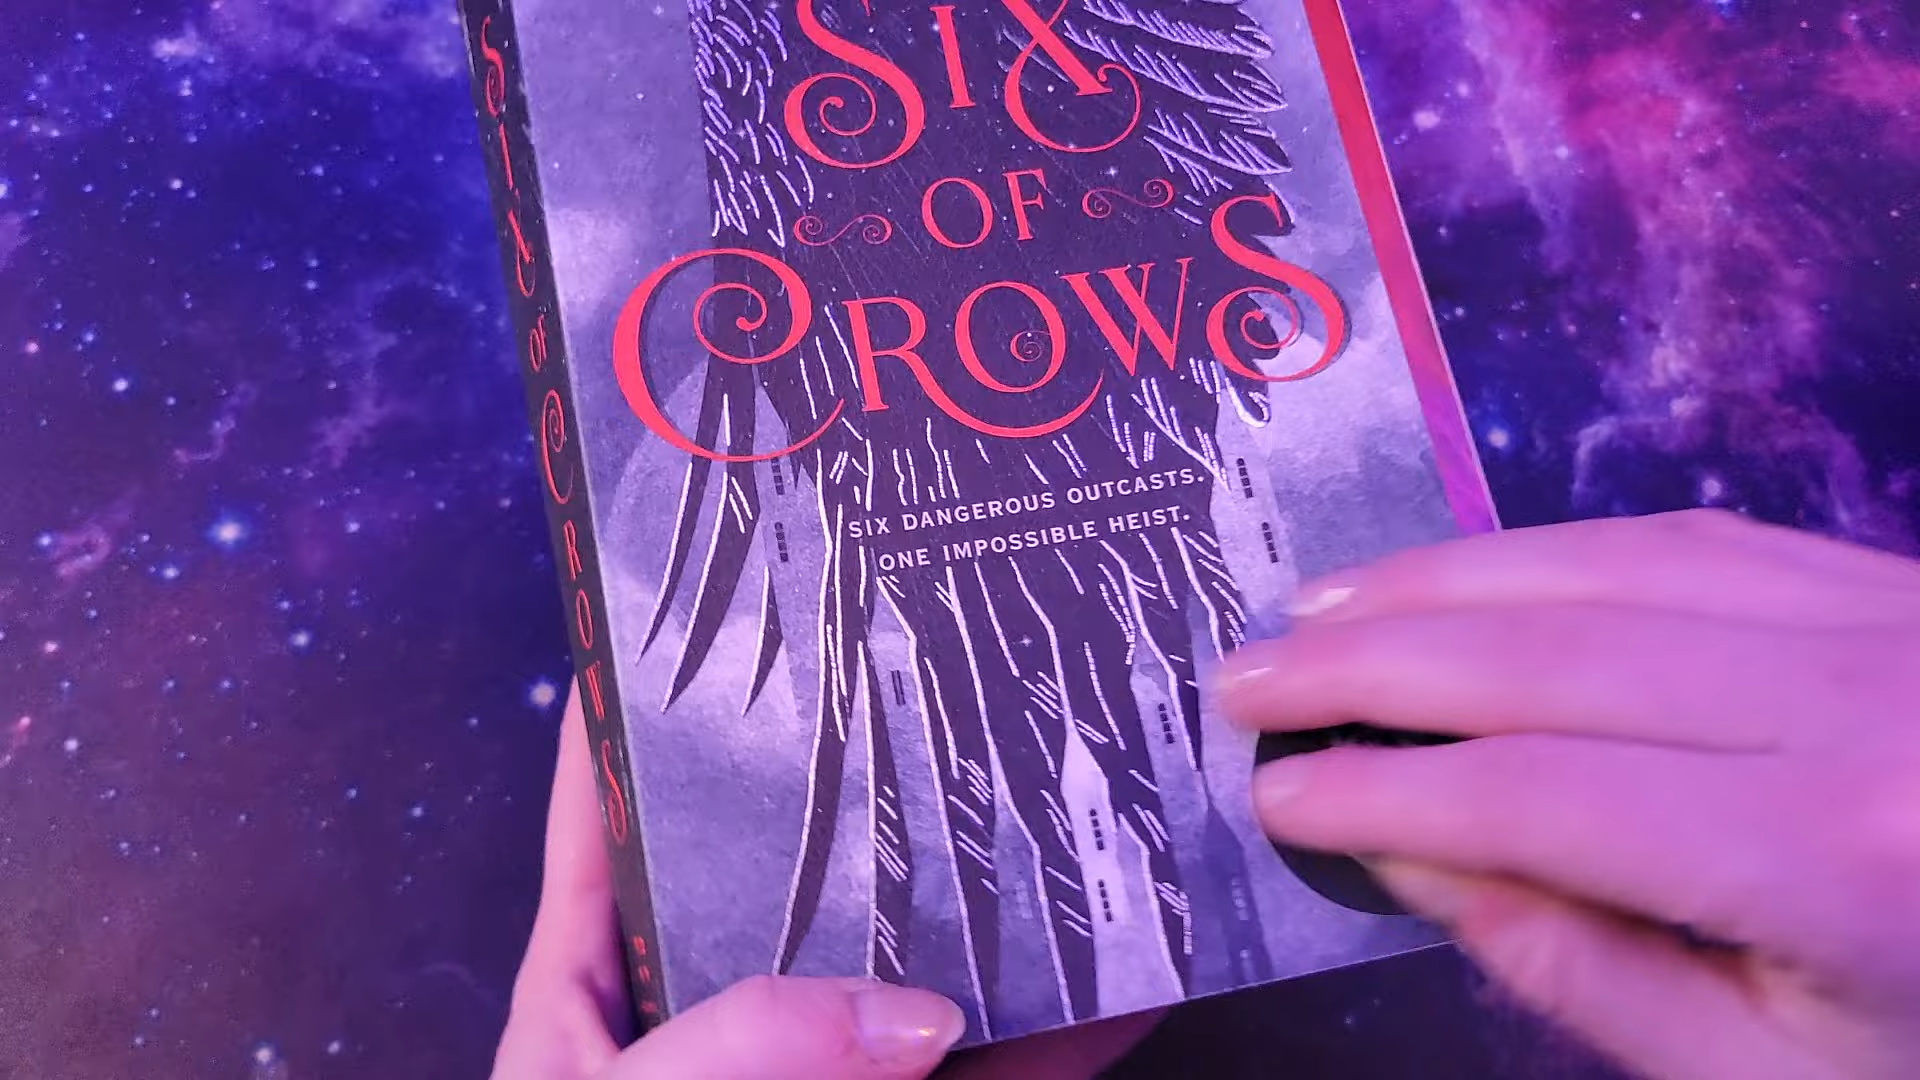 SIX
OF
CROWS
SIX DANGEROUS OUTCASTS.
ONE IMPOSSIBLE HEIST.
SIX OF CROWS